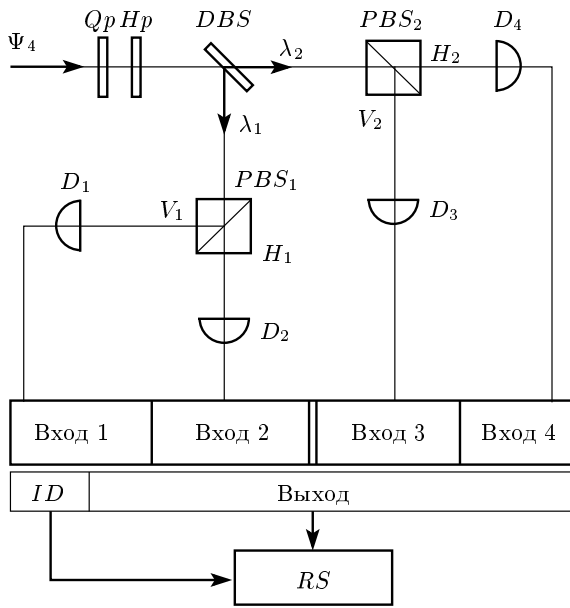 Ψ₄ Qp Hp DBS PBS₂ D₄
λ₂ H₂
λ₁ V₂
D₁ V₁ PBS₁ D₃
H₁
D₂
Вход 1 Вход 2 Вход 3 Вход 4
ID Выход
RS